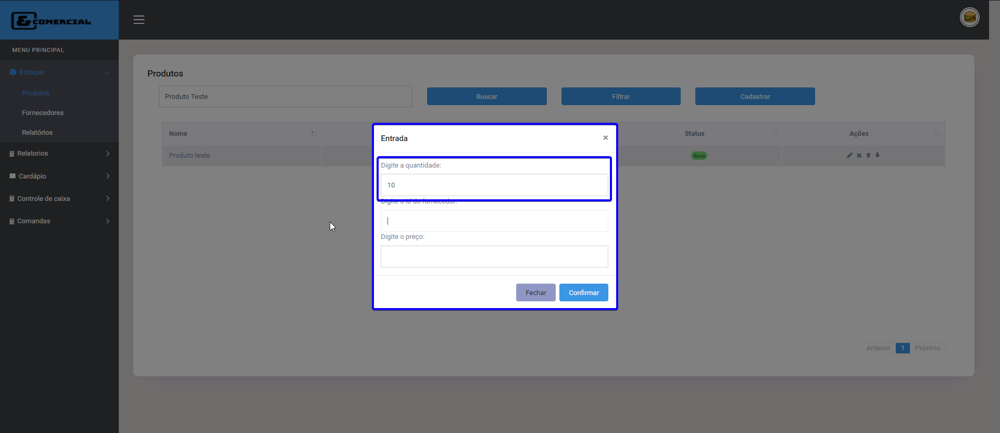 &COMERCIAL
MENU PRINCIPAL
Estoque
Produtos
Fornecedores
Relatórios
Relatorios
Cardápio
Controle de caixa
Comandas
Produtos
Produto Teste
Buscar
Filtrar
Cadastrar
Nome
Status
Ações
Produto teste
Ativo
Entrada
×
Digite a quantidade:
10
Digite o id do fornecedor:
Digite o preço:
Fechar
Confirmar
Anterior
1
Próximo